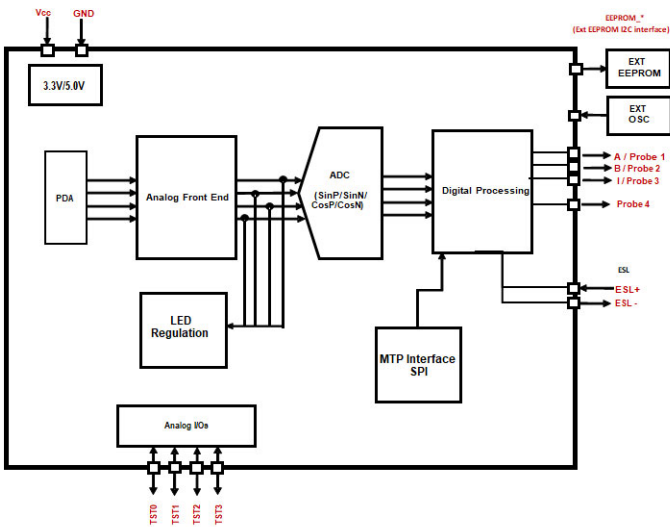 Vcc
GND
EEPROM_*
(Ext EEPROM I2C interface)
3.3V/5.0V
EXT
EEPROM
EXT
OSC
PDA
Analog Front End
ADC
(SinP/SinN/
CosP/CosN)
Digital Processing
A / Probe 1
B / Probe 2
I / Probe 3
Probe 4
ESL
ESL+
ESL -
LED
Regulation
MTP Interface
SPI
Analog I/Os
TST0
TST1
TST2
TST3